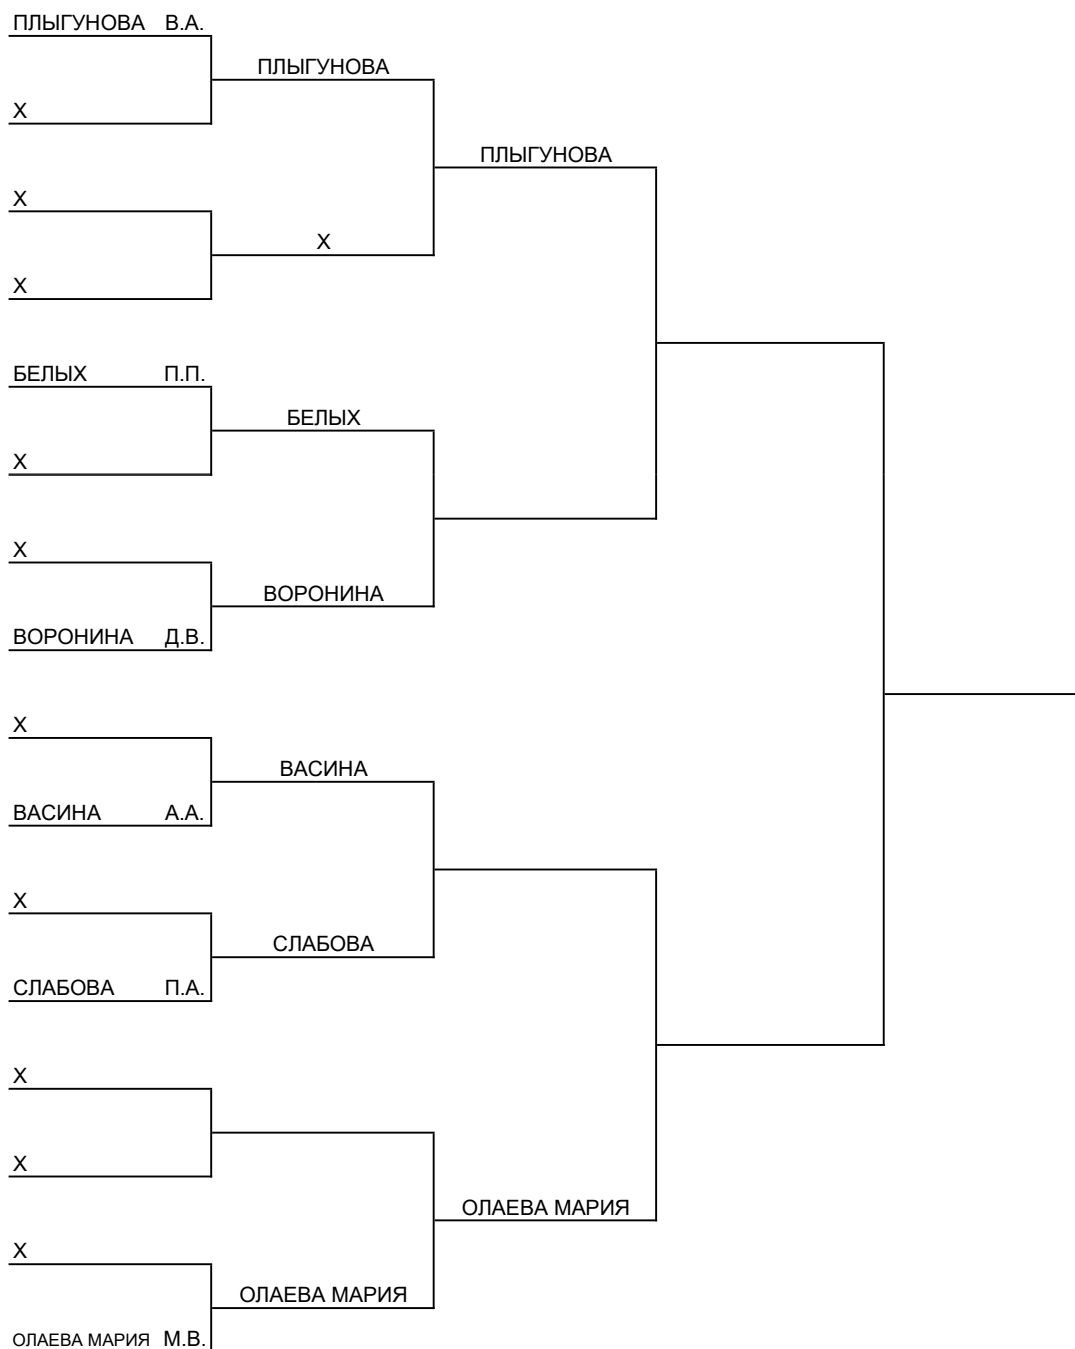 ПЛЫГУНОВА В.А.
ПЛЫГУНОВА
Х
ПЛЫГУНОВА
Х
Х
Х
БЕЛЫХ П.П.
БЕЛЫХ
Х
Х
ВОРОНИНА
ВОРОНИНА Д.В.
Х
ВАСИНА
ВАСИНА А.А.
Х
СЛАБОВА
СЛАБОВА П.А.
Х
Х
ОЛАЕВА МАРИЯ
Х
ОЛАЕВА МАРИЯ
ОЛАЕВА МАРИЯ М.В.